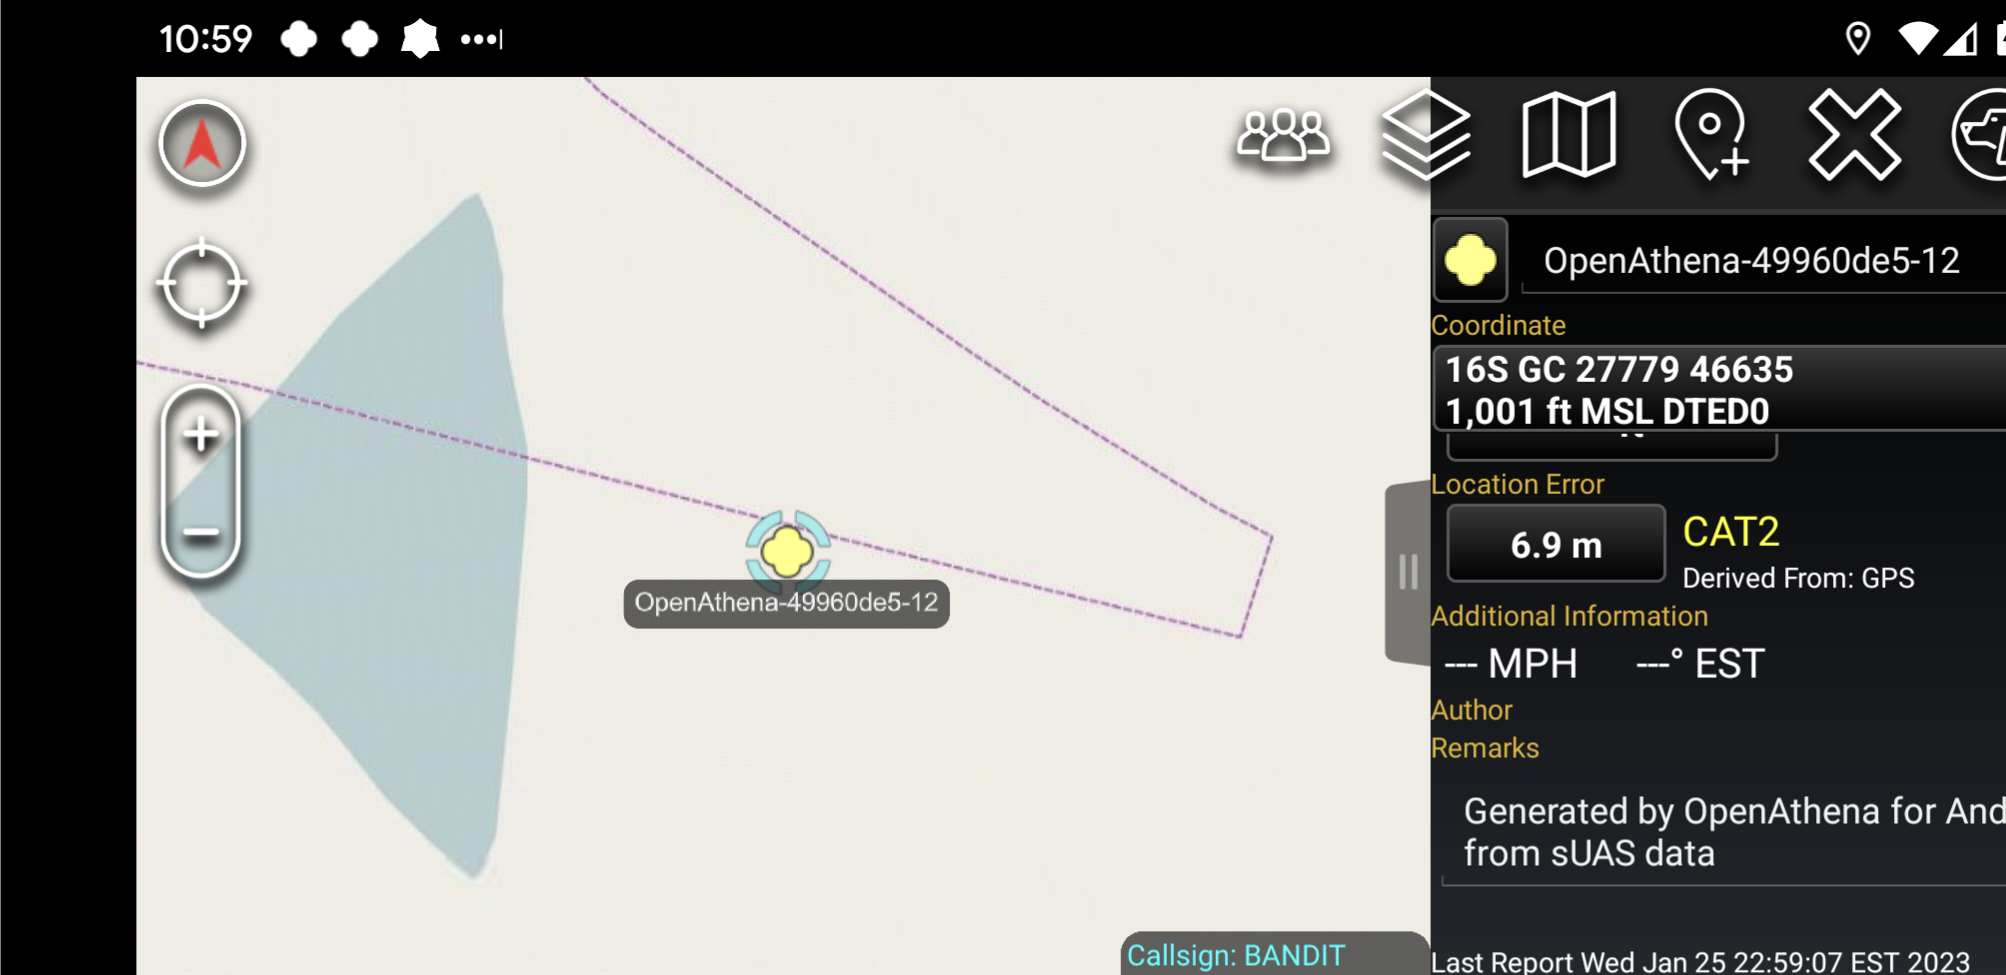 10:59
OpenAthena-49960de5-12
Coordinate
16S GC 27779 46635
1,001 ft MSL DTED0
Location Error
6.9 m
CAT2
Derived From: GPS
Additional Information
--- MPH ---° EST
Author
Remarks
Generated by OpenAthena for And
from sUAS data
Last Report Wed Jan 25 22:59:07 EST 2023
OpenAthena-49960de5-12
Callsign: BANDIT